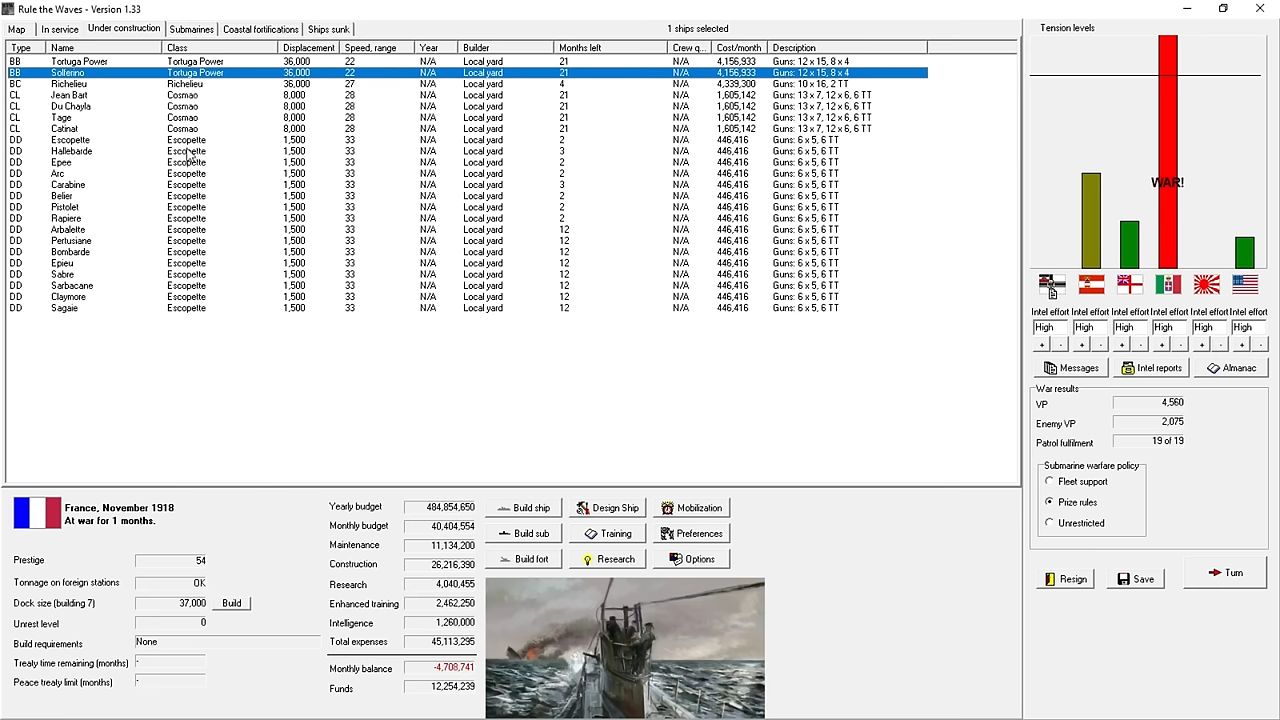 Rule the Waves - Version 1.33
Map In service Under construction Submarines Coastal fortifications Ships sunk 1 ships selected
Type Name Class Displacement Speed, range Year Builder Months left Crew q... Cost/month Description
BB Tortuga Power Tortuga Power 36,000 22 N/A Local yard 21 N/A 4,156,933 Guns: 12 x 15, 8 x 4
BB Solferino Tortuga Power 36,000 22 N/A Local yard 21 N/A 4,156,933 Guns: 12 x 15, 8 x 4
BL Richelieu Richelieu 36,000 27 N/A Local yard 4 N/A 4,339,300 Guns: 10 x 16, 2 TT
CL Jean Bart Cosmao 8,000 28 N/A Local yard 21 N/A 1,605,142 Guns: 13 x 7, 12 x 6, 6 TT
CL Du Chayla Cosmao 8,000 28 N/A Local yard 21 N/A 1,605,142 Guns: 13 x 7, 12 x 6, 6 TT
CL Tage Cosmao 8,000 28 N/A Local yard 21 N/A 1,605,142 Guns: 13 x 7, 12 x 6, 6 TT
CL Catinat Cosmao 8,000 28 N/A Local yard 21 N/A 1,605,142 Guns: 13 x 7, 12 x 6, 6 TT
DD Escopette Escopette 1,500 33 N/A Local yard 2 N/A 446,416 Guns: 6 x 5, 6 TT
DD Hallebarde Escopette 1,500 33 N/A Local yard 3 N/A 446,416 Guns: 6 x 5, 6 TT
DD Epee Escopette 1,500 33 N/A Local yard 2 N/A 446,416 Guns: 6 x 5, 6 TT
DD Arc Escopette 1,500 33 N/A Local yard 2 N/A 446,416 Guns: 6 x 5, 6 TT
DD Carabine Escopette 1,500 33 N/A Local yard 3 N/A 446,416 Guns: 6 x 5, 6 TT
DD Belier Escopette 1,500 33 N/A Local yard 2 N/A 446,416 Guns: 6 x 5, 6 TT
DD Pistolet Escopette 1,500 33 N/A Local yard 2 N/A 446,416 Guns: 6 x 5, 6 TT
DD Rapiere Escopette 1,500 33 N/A Local yard 2 N/A 446,416 Guns: 6 x 5, 6 TT
DD Arbalette Escopette 1,500 33 N/A Local yard 12 N/A 446,416 Guns: 6 x 5, 6 TT
DD Pertusiane Escopette 1,500 33 N/A Local yard 12 N/A 446,416 Guns: 6 x 5, 6 TT
DD Bombarde Escopette 1,500 33 N/A Local yard 12 N/A 446,416 Guns: 6 x 5, 6 TT
DD Epieu Escopette 1,500 33 N/A Local yard 12 N/A 446,416 Guns: 6 x 5, 6 TT
DD Sabre Escopette 1,500 33 N/A Local yard 12 N/A 446,416 Guns: 6 x 5, 6 TT
DD Sarbacane Escopette 1,500 33 N/A Local yard 12 N/A 446,416 Guns: 6 x 5, 6 TT
DD Claymore Escopette 1,500 33 N/A Local yard 12 N/A 446,416 Guns: 6 x 5, 6 TT
DD Sagaie Escopette 1,500 33 N/A Local yard 12 N/A 446,416 Guns: 6 x 5, 6 TT
Tension levels
WAR!
Intel effort Intel effort Intel effort Intel effort Intel effort Intel effort
High High High High High High
+ - + - + - + - + - + -
Messages Intel reports Almanac
War results
VP 4,560
Enemy VP 2,075
Patrol fulfilment 19 of 19
Submarine warfare policy
Fleet support
Prize rules
Unrestricted
Resign Save Turn
France, November 1918
At war for 1 months.
Prestige 54
Tonnage on foreign stations OK
Dock size (building 7) 37,000 Build
Unrest level 0
Build requirements None
Treaty time remaining (months) -
Peace treaty limit (months) -
Yearly budget 484,854,650
Monthly budget 40,404,554
Maintenance 11,134,200
Construction 26,216,390
Research 4,040,455
Enhanced training 2,462,250
Intelligence 1,260,000
Total expenses 45,113,295
Monthly balance -4,708,741
Funds 12,254,239
Build ship Design Ship Mobilization
Build sub Training Preferences
Build fort Research Options